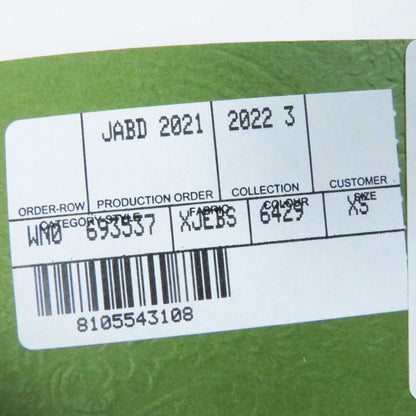 JABD 2021 2022 3
ORDER-ROW PRODUCTION ORDER COLLECTION CUSTOMER
CATEGORY-STYLE FABRIC COLOUR SIZE
WM0 693537 XJEBS 6429 XS
8105543108